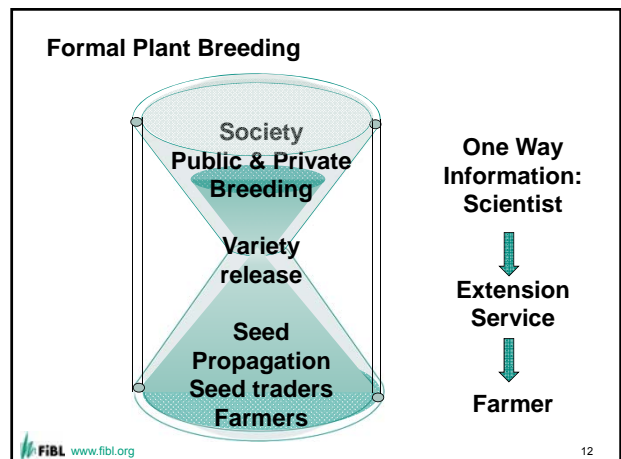 Formal Plant Breeding
Society
Public & Private
Breeding
Variety
release
Seed
Propagation
Seed traders
Farmers
One Way
Information:
Scientist
Extension
Service
Farmer
FiBL www.fibl.org
12